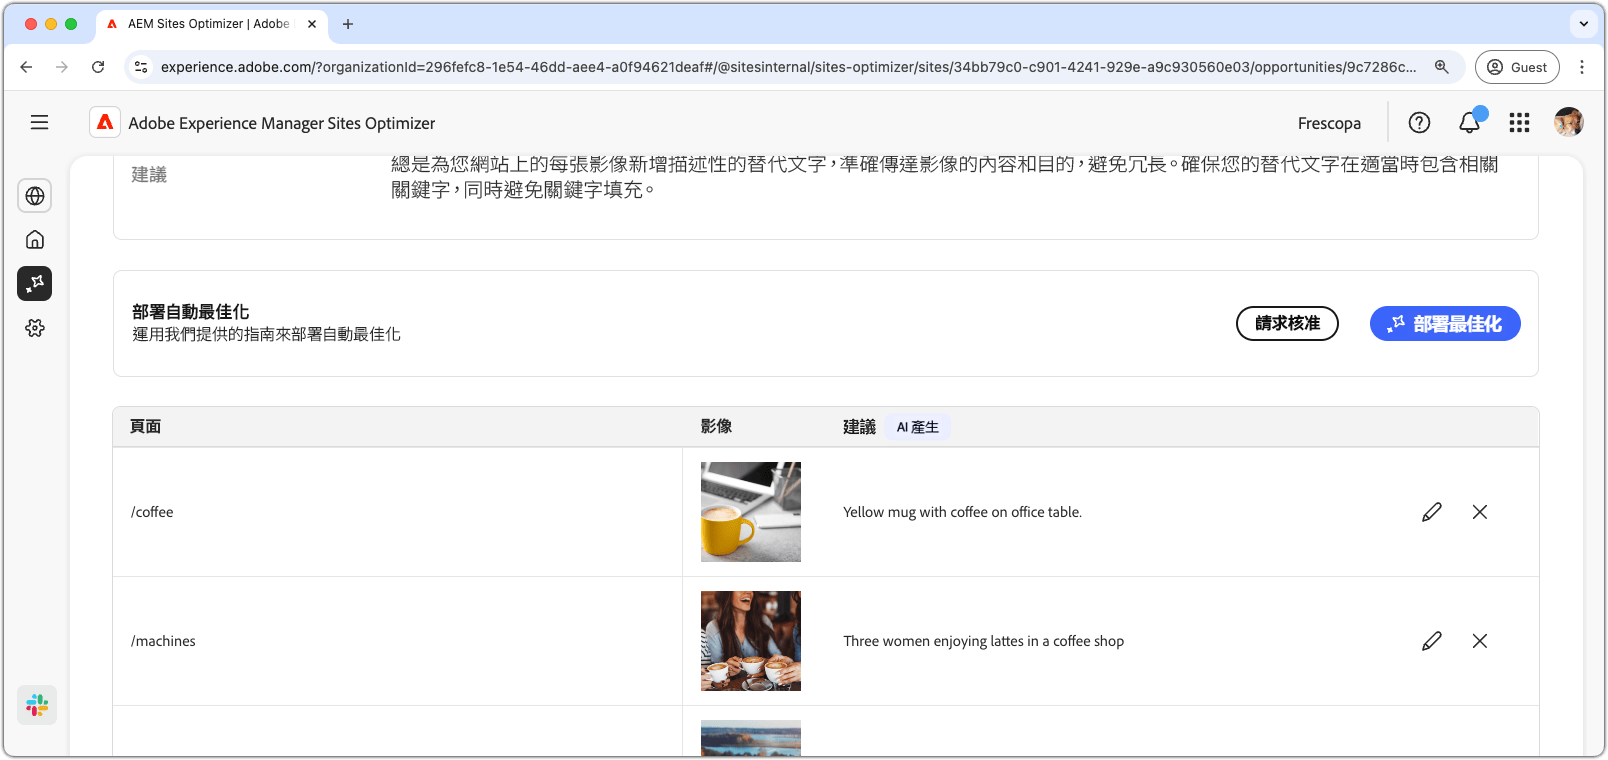 AEM Sites Optimizer | Adobe
experience.adobe.com/?organizationId=296fefc8-1e54-46dd-aee4-a0f94621deaf#/@sitesinternal/sites-optimizer/sites/34bb79c0-c901-4241-929e-a9c930560e03/opportunities/9c7286c...
Guest
Adobe Experience Manager Sites Optimizer
Frescopa
建議
總是為您網站上的每張影像新增描述性的替代文字，準確傳達影像的內容和目的，避免冗長。確保您的替代文字在適當時包含相關
關鍵字，同時避免關鍵字填充。
部署自動最佳化
運用我們提供的指南來部署自動最佳化
請求核准
部署最佳化
頁面
影像
建議
AI 產生
/coffee
Yellow mug with coffee on office table.
/machines
Three women enjoying lattes in a coffee shop